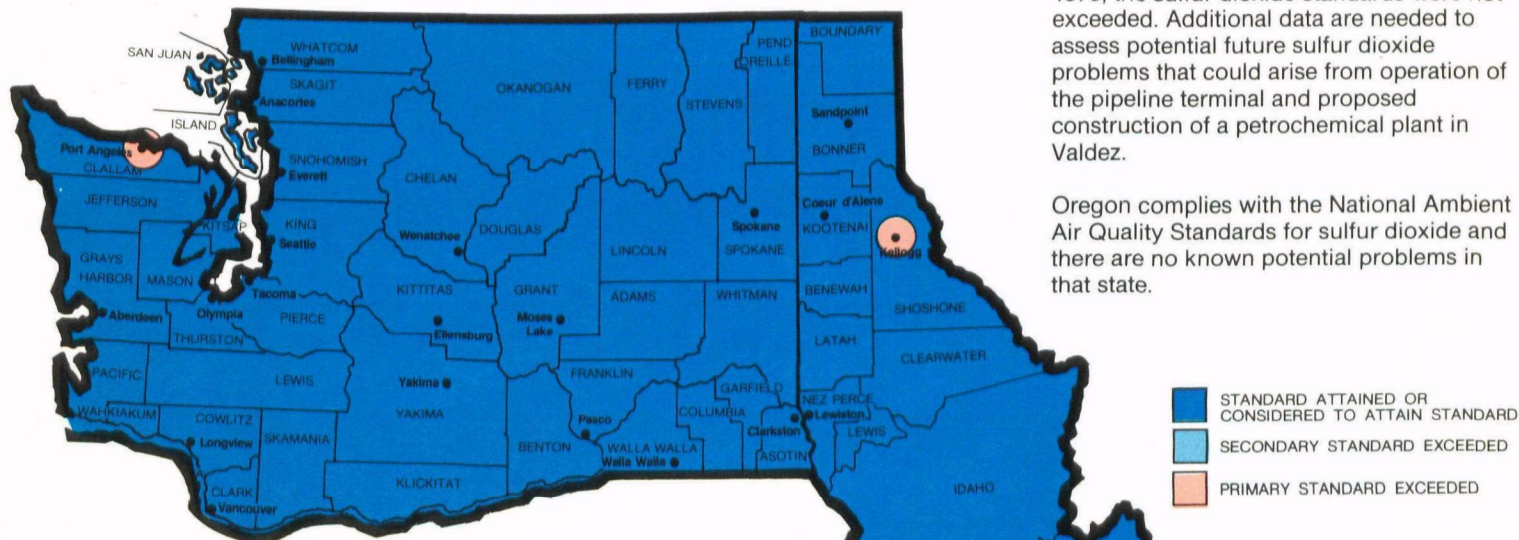 exceeded. Additional data are needed to
assess potential future sulfur dioxide
problems that could arise from operation of
the pipeline terminal and proposed
construction of a petrochemical plant in
Valdez.
Oregon complies with the National Ambient
Air Quality Standards for sulfur dioxide and
there are no known potential problems in
that state.
SAN JUAN
WHATCOM
Bellingham
SKAGIT
Anacortes
ISLAND
OKANOGAN
FERRY
STEVENS
PEND
OREILLE
BOUNDARY
Sandpoint
BONNER
Port Angeles
CLALLAM
SNOHOMISH
Everett
CHELAN
JEFFERSON
KITSAP
KING
Seattle
Wenatchee
DOUGLAS
LINCOLN
Spokane
SPOKANE
Coeur d'Alene
KOOTENAI
Kellogg
GRAYS
HARBOR
MASON
Tacoma
KITTITAS
GRANT
ADAMS
WHITMAN
BENEWAH
SHOSHONE
Aberdeen
Olympia
PIERCE
Ellensburg
Moses
Lake
THURSTON
LATAH
CLEARWATER
PACIFIC
LEWIS
Yakima
YAKIMA
FRANKLIN
GARFIELD
NEZ PERCE
WAHKIAKUM
COWLITZ
Longview
SKAMANIA
Pasco
COLUMBIA
Clarkston
Lewiston
LEWIS
BENTON
WALLA WALLA
Walla Walla
ASOTIN
CLARK
Vancouver
KLICKITAT
IDAHO
STANDARD ATTAINED OR
CONSIDERED TO ATTAIN STANDARD
SECONDARY STANDARD EXCEEDED
PRIMARY STANDARD EXCEEDED